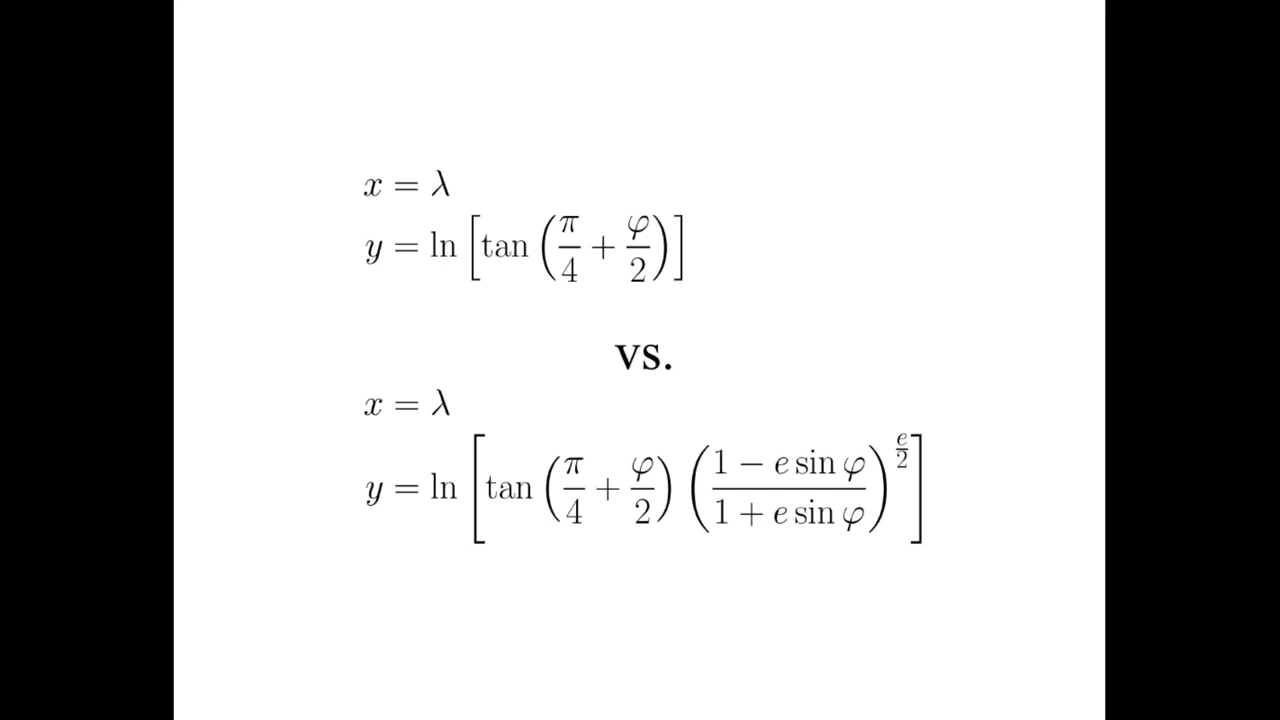 x = λ
y = ln [tan (π/4 + φ/2)]
vs.
x = λ
y = ln [tan (π/4 + φ/2) ((1 − e sin φ)/(1 + e sin φ))^(e/2)]